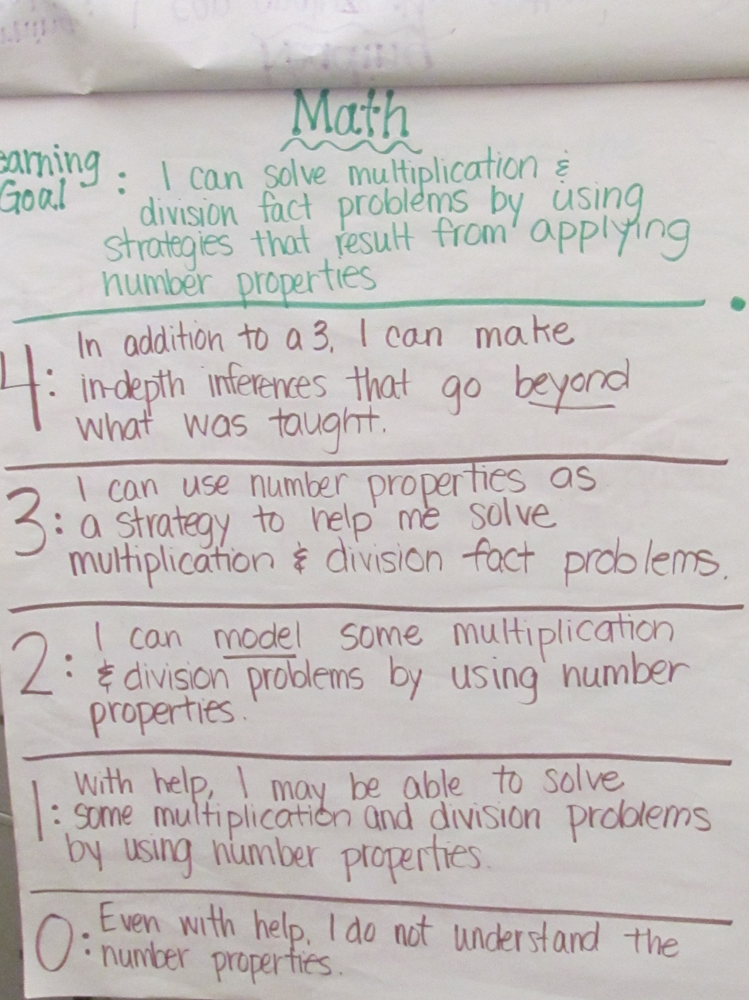 Math
earning
Goal : I can solve multiplication &
division fact problems by using
strategies that result from applying
number properties
4: In addition to a 3, I can make
in-depth inferences that go beyond
what was taught.
3: I can use number properties as
a strategy to help me solve
multiplication & division fact problems.
2: I can model some multiplication
& division problems by using number
properties.
1: With help, I may be able to solve
some multiplication and division problems
by using number properties.
0: Even with help, I do not understand the
number properties.